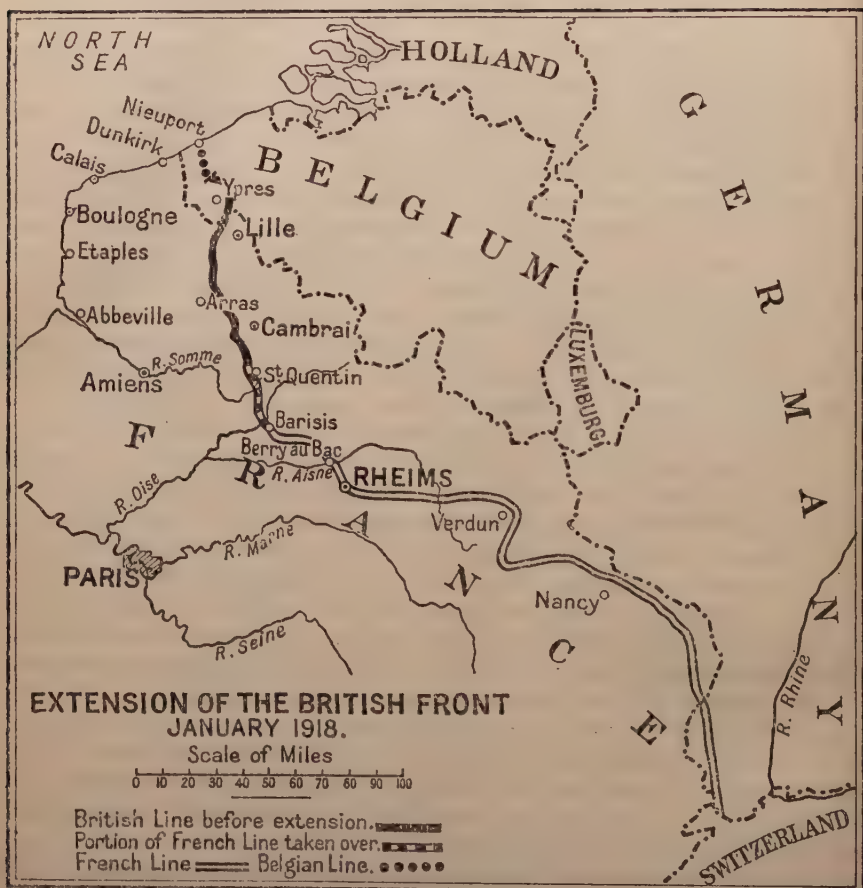 NORTH
SEA
HOLLAND
GERMANY
Nieuport
Dunkirk
BELGIUM
Calais
Ypres
Boulogne
Lille
Etaples
Arras
Abbeville
Cambrai
LUXEMBURG
R. Somme
St Quentin
Amiens
Barisis
FRANCE
Berry au Bac
R. Aisne
RHEIMS
R. Oise
Verdun
R. Marne
PARIS
Nancy
R. Seine
R. Rhine
EXTENSION OF THE BRITISH FRONT
JANUARY 1918.
Scale of Miles
0 10 20 30 40 50 60 70 80 90 100
British Line before extension.
Portion of French Line taken over.
French Line Belgian Line.
SWITZERLAND